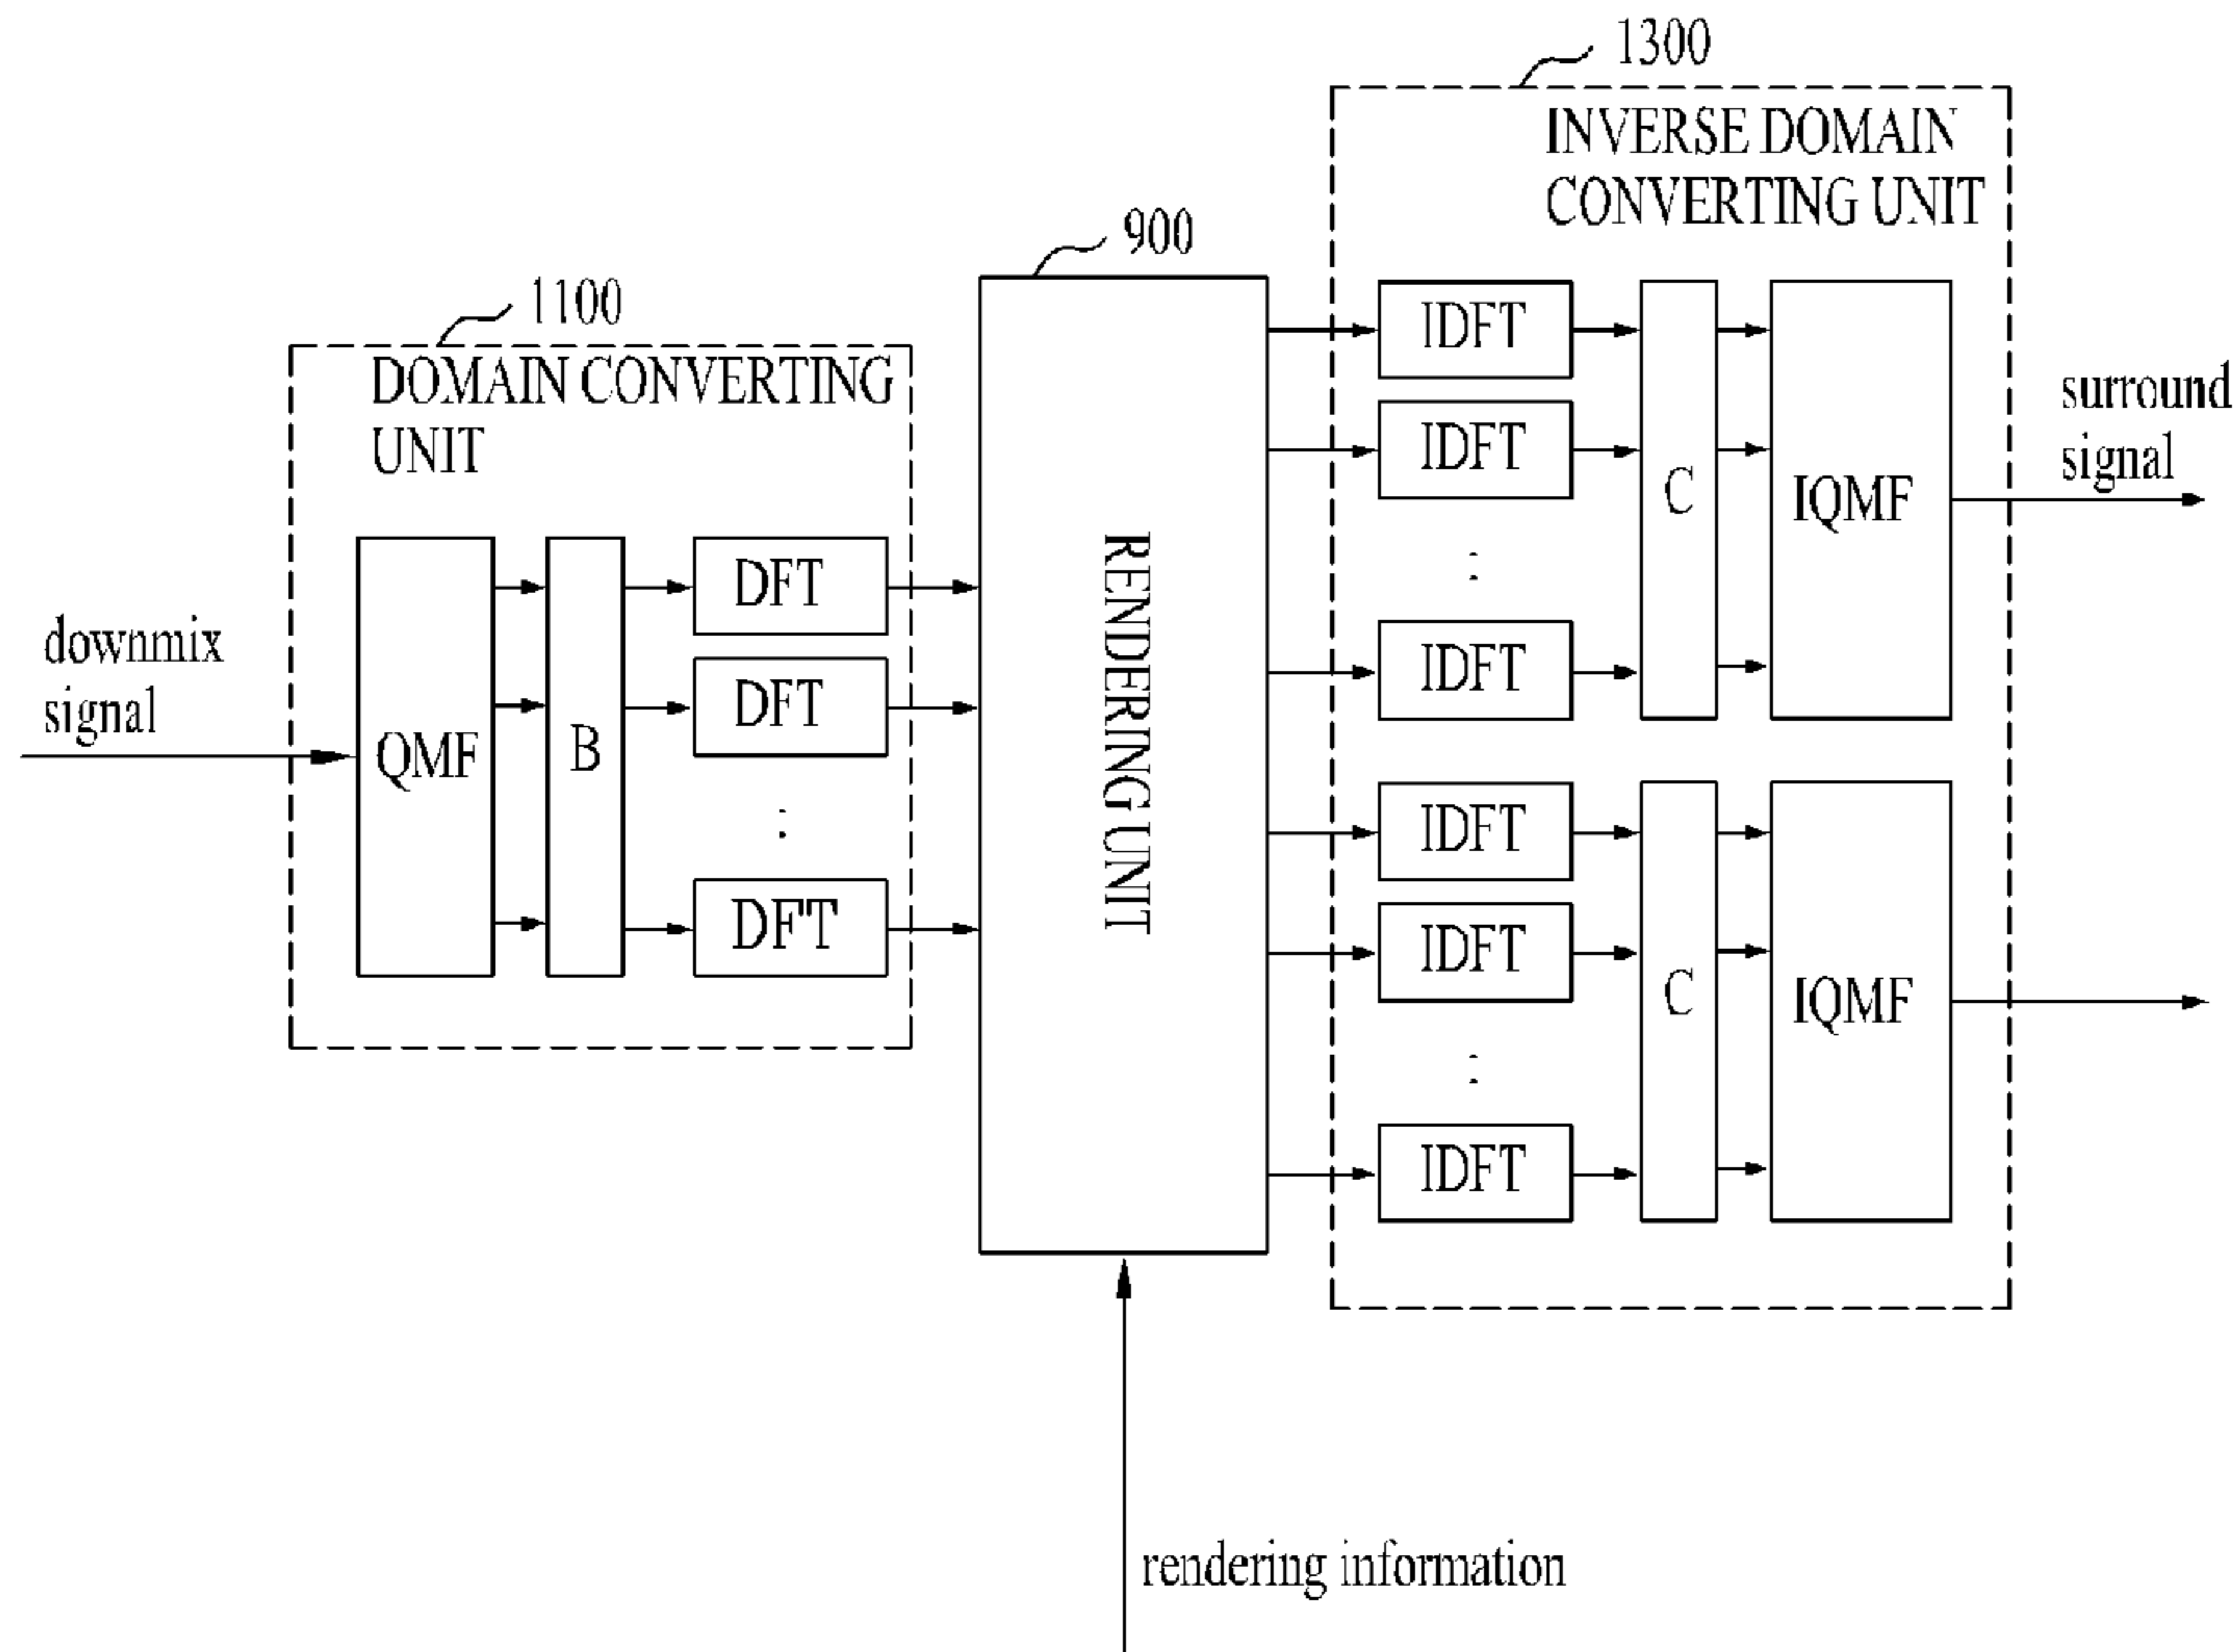 1300
INVERSE DOMAIN
CONVERTING UNIT
900
1100
DOMAIN CONVERTING
UNIT
downmix
signal
QMF
B
DFT
DFT
:
DFT
RENDERING UNIT
IDFT
IDFT
:
IDFT
C
IQMF
surround
signal
IDFT
IDFT
:
IDFT
C
IQMF
rendering information